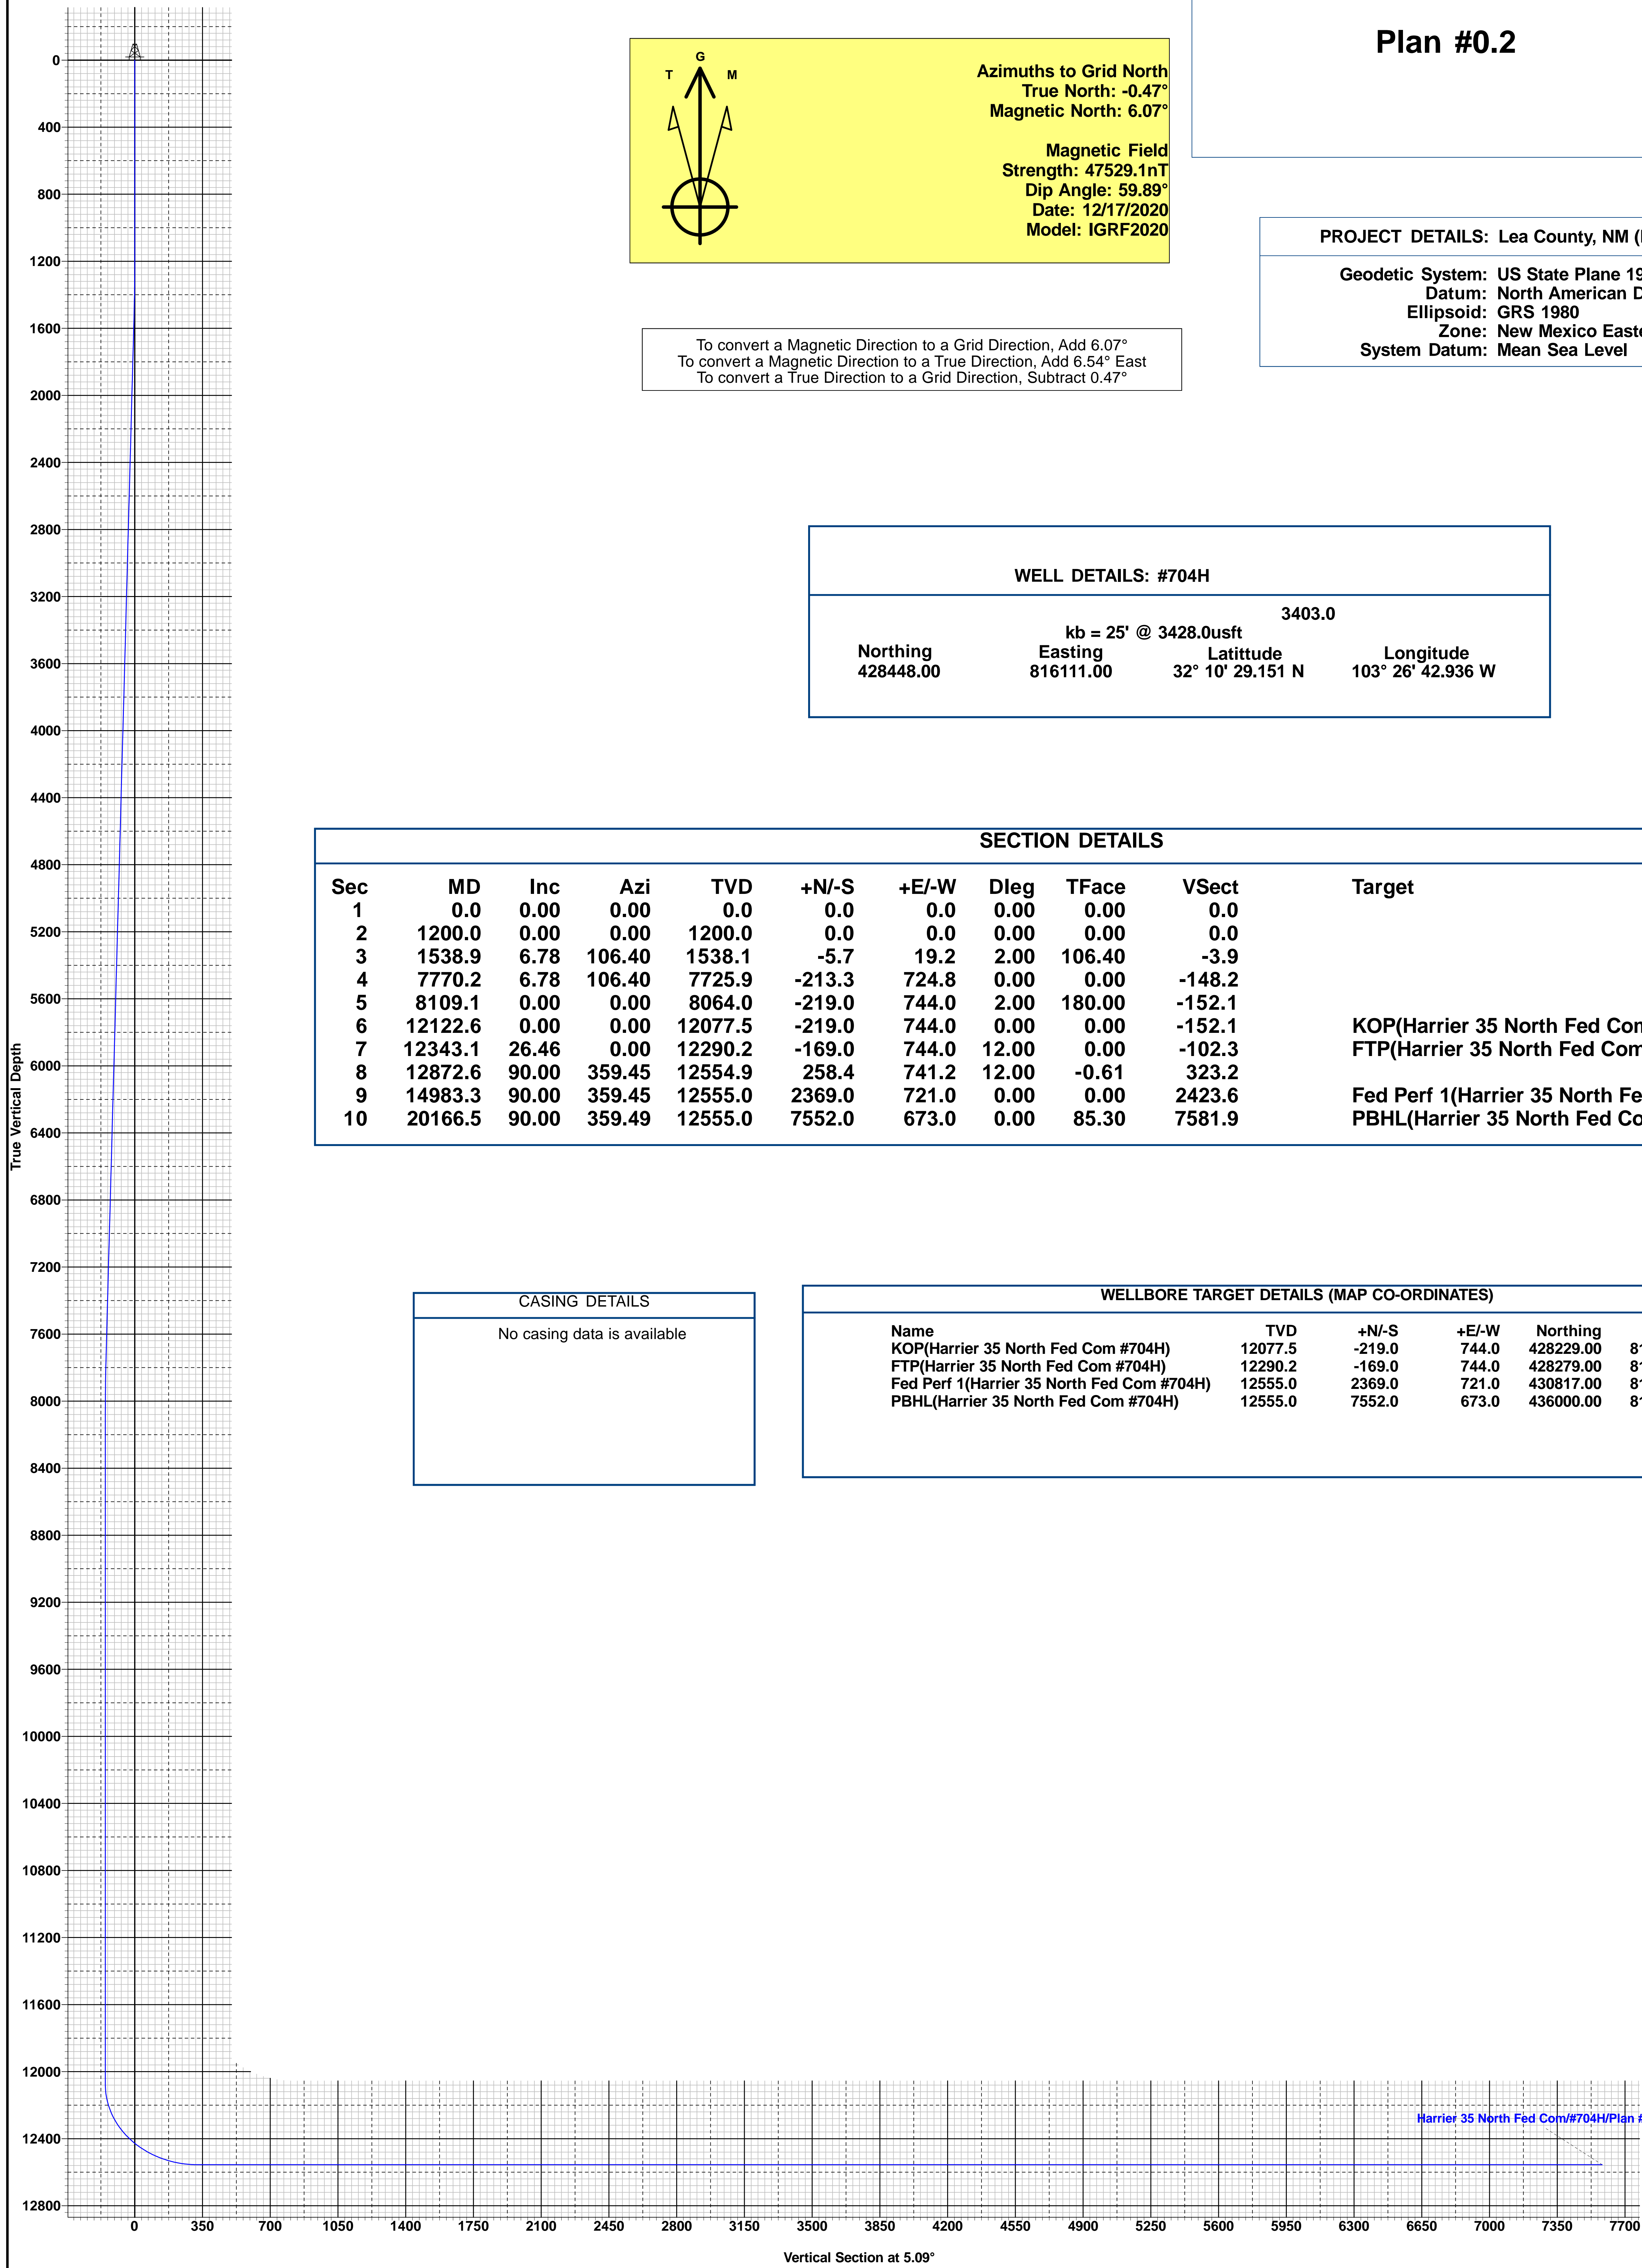 Plan #0.2
G
T M
Azimuths to Grid North
True North: -0.47°
Magnetic North: 6.07°
Magnetic Field
Strength: 47529.1nT
Dip Angle: 59.89°
Date: 12/17/2020
Model: IGRF2020
PROJECT DETAILS: Lea County, NM (
Geodetic System: US State Plane 19
Datum: North American D
Ellipsoid: GRS 1980
Zone: New Mexico Easte
System Datum: Mean Sea Level
To convert a Magnetic Direction to a Grid Direction, Add 6.07°
To convert a Magnetic Direction to a True Direction, Add 6.54° East
To convert a True Direction to a Grid Direction, Subtract 0.47°
WELL DETAILS: #704H
3403.0
kb = 25' @ 3428.0usft
Northing Easting Latittude Longitude
428448.00 816111.00 32° 10' 29.151 N 103° 26' 42.936 W
SECTION DETAILS
Sec MD Inc Azi TVD +N/-S +E/-W Dleg TFace VSect Target
1 0.0 0.00 0.00 0.0 0.0 0.0 0.00 0.00 0.0
2 1200.0 0.00 0.00 1200.0 0.0 0.0 0.00 0.00 0.0
3 1538.9 6.78 106.40 1538.1 -5.7 19.2 2.00 106.40 -3.9
4 7770.2 6.78 106.40 7725.9 -213.3 724.8 0.00 0.00 -148.2
5 8109.1 0.00 0.00 8064.0 -219.0 744.0 2.00 180.00 -152.1
6 12122.6 0.00 0.00 12077.5 -219.0 744.0 0.00 0.00 -152.1 KOP(Harrier 35 North Fed Com
7 12343.1 26.46 0.00 12290.2 -169.0 744.0 12.00 0.00 -102.3 FTP(Harrier 35 North Fed Com
8 12872.6 90.00 359.45 12554.9 258.4 741.2 12.00 -0.61 323.2
9 14983.3 90.00 359.45 12555.0 2369.0 721.0 0.00 0.00 2423.6 Fed Perf 1(Harrier 35 North Fe
10 20166.5 90.00 359.49 12555.0 7552.0 673.0 0.00 85.30 7581.9 PBHL(Harrier 35 North Fed Co
CASING DETAILS
No casing data is available
WELLBORE TARGET DETAILS (MAP CO-ORDINATES)
Name TVD +N/-S +E/-W Northing
KOP(Harrier 35 North Fed Com #704H) 12077.5 -219.0 744.0 428229.00 81
FTP(Harrier 35 North Fed Com #704H) 12290.2 -169.0 744.0 428279.00 81
Fed Perf 1(Harrier 35 North Fed Com #704H) 12555.0 2369.0 721.0 430817.00 81
PBHL(Harrier 35 North Fed Com #704H) 12555.0 7552.0 673.0 436000.00 81
True Vertical Depth
0
400
800
1200
1600
2000
2400
2800
3200
3600
4000
4400
4800
5200
5600
6000
6400
6800
7200
7600
8000
8400
8800
9200
9600
10000
10400
10800
11200
11600
12000
12400
12800
Harrier 35 North Fed Com/#704H/Plan #
0 350 700 1050 1400 1750 2100 2450 2800 3150 3500 3850 4200 4550 4900 5250 5600 5950 6300 6650 7000 7350 7700
Vertical Section at 5.09°